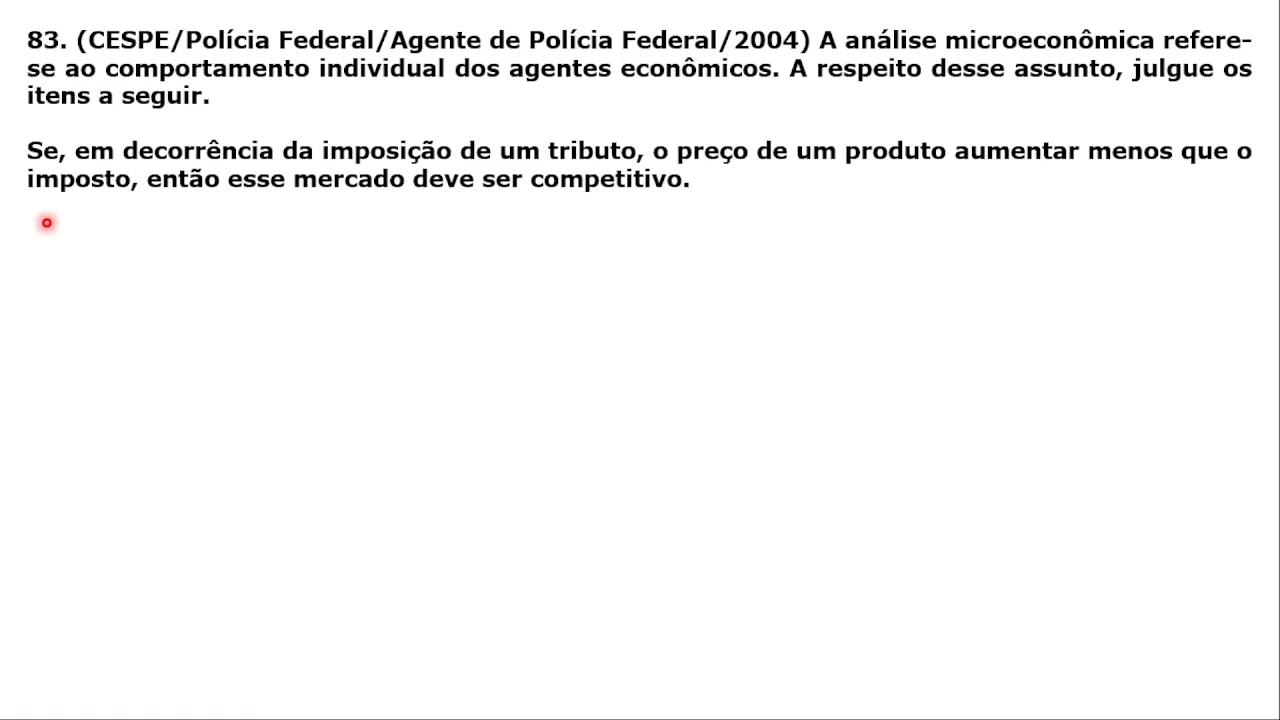 83. (CESPE/Polícia Federal/Agente de Polícia Federal/2004) A análise microeconômica refere-
se ao comportamento individual dos agentes econômicos. A respeito desse assunto, julgue os
itens a seguir.
Se, em decorrência da imposição de um tributo, o preço de um produto aumentar menos que o
imposto, então esse mercado deve ser competitivo.